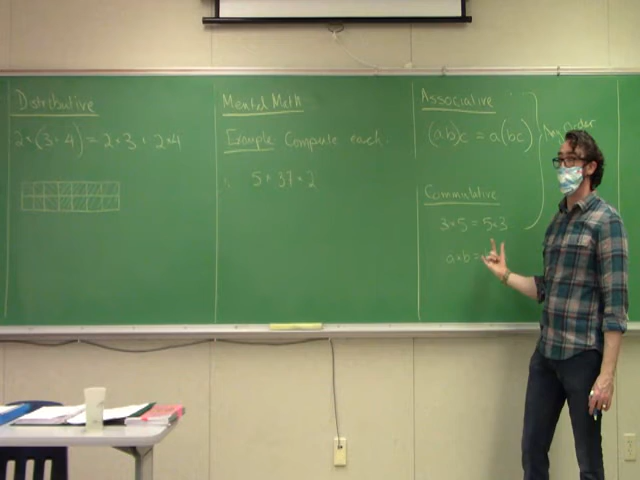 Distributive
2×(3+4) = 2×3 + 2×4
Mental Math
Example: Compute each.
5×37×2
Associative
(ab)c = a(bc)
Any Order
Commutative
3×5 = 5×3
a×b =